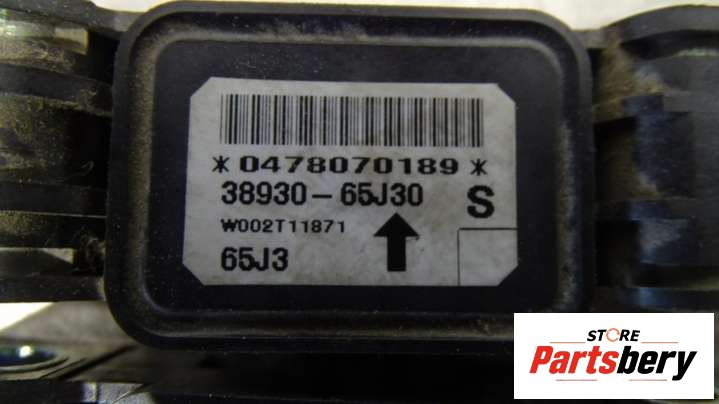 *0478070189*
38930-65J30
S
W002T11871
65J3
STORE
Partsbery